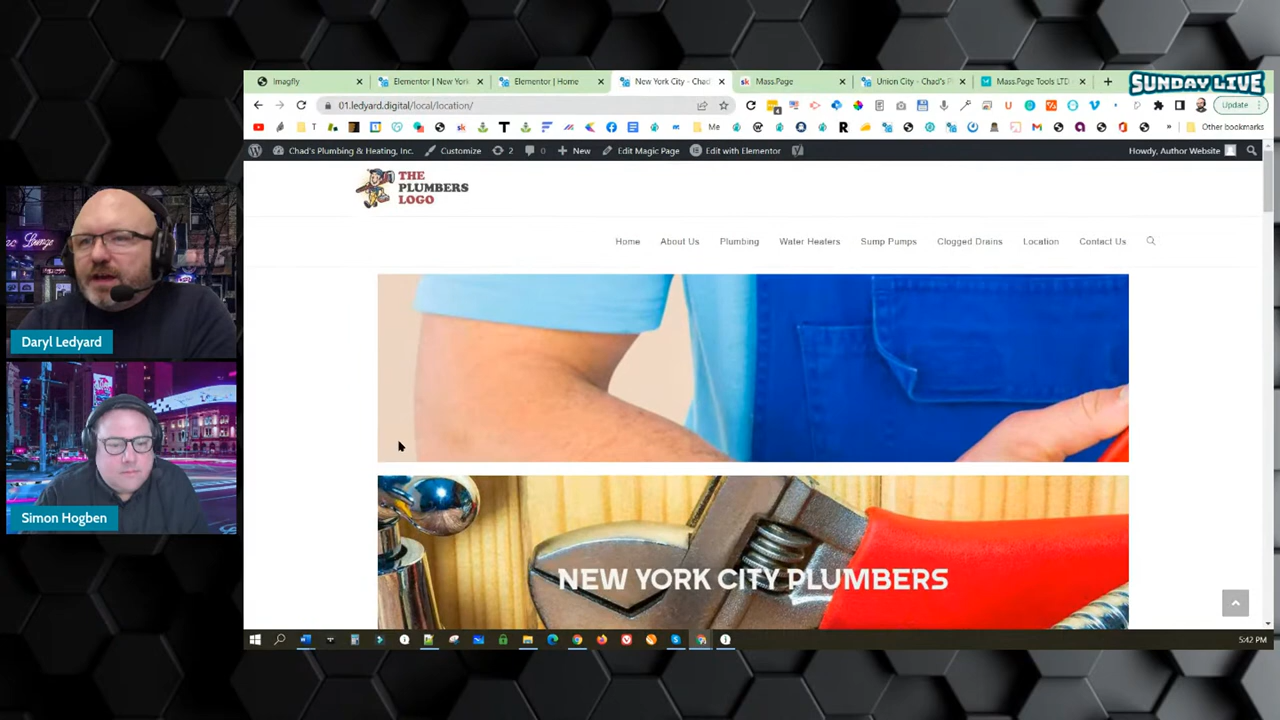 SUNDAY LIVE
Imagfly
Elementor | New York
Elementor | Home
New York City - Chad'
Mass.Page
Union City - Chad's P
Mass.Page Tools LTD.
01.ledyard.digital/local/location/
Update
T
Me
Other bookmarks
Chad's Plumbing & Heating, Inc.
Customize
2
0
New
Edit Magic Page
Edit with Elementor
Howdy, Author Website
THE
PLUMBERS
LOGO
Home
About Us
Plumbing
Water Heaters
Sump Pumps
Clogged Drains
Location
Contact Us
NEW YORK CITY PLUMBERS
5:42 PM
Daryl Ledyard
Simon Hogben